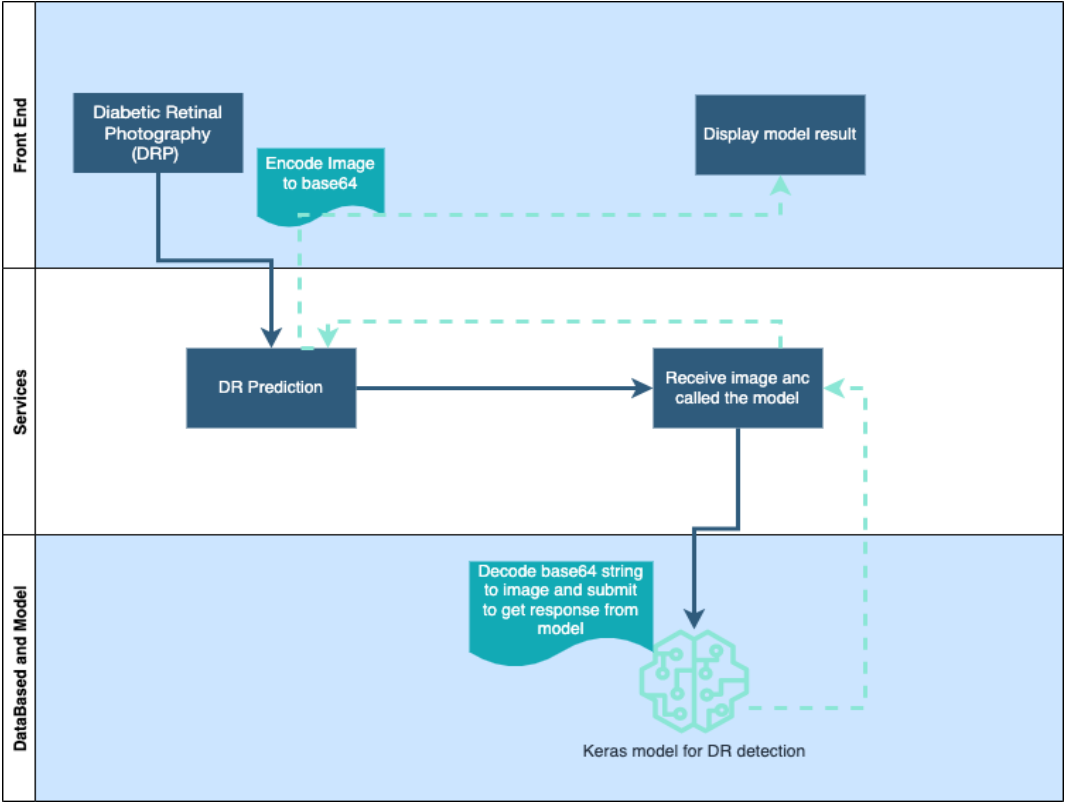 Front End
Diabetic Retinal
Photography
(DRP)
Encode Image
to base64
Display model result
Services
DR Prediction
Receive image anc
called the model
DataBased and Model
Decode base64 string
to image and submit
to get response from
model
Keras model for DR detection